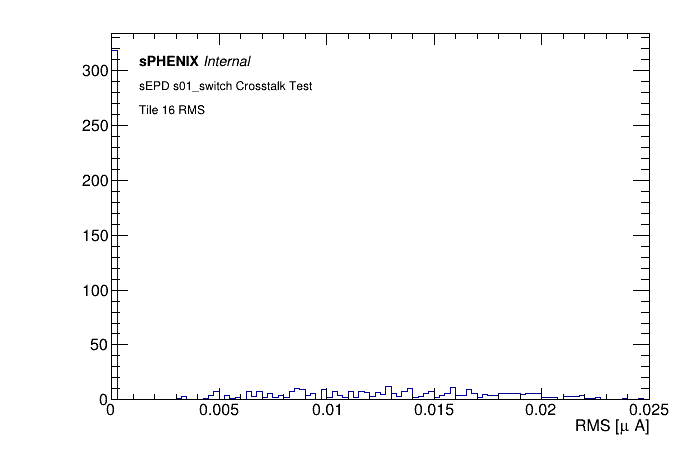 sPHENIX Internal
sEPD s01_switch Crosstalk Test
Tile 16 RMS
300
250
200
150
100
50
0
0 0.005 0.01 0.015 0.02 0.025
RMS [μ A]